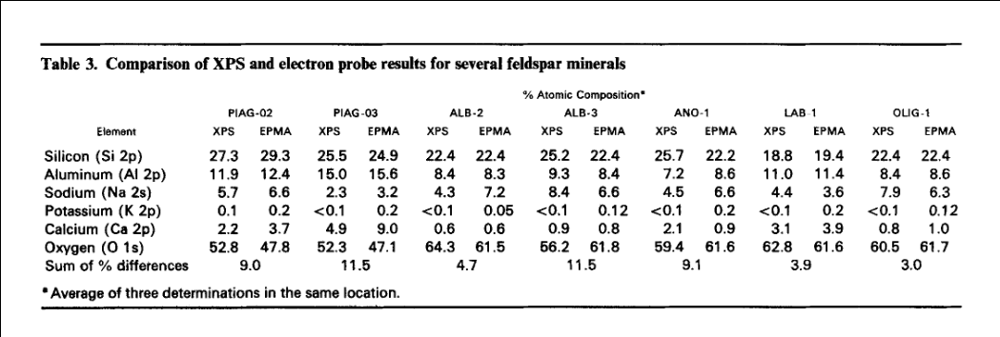 Table 3. Comparison of XPS and electron probe results for several feldspar minerals
% Atomic Composition*
PIAG-02 PIAG-03 ALB-2 ALB-3 ANO-1 LAB-1 OLIG-1
Element XPS EPMA XPS EPMA XPS EPMA XPS EPMA XPS EPMA XPS EPMA XPS EPMA
Silicon (Si 2p) 27.3 29.3 25.5 24.9 22.4 22.4 25.2 22.4 25.7 22.2 18.8 19.4 22.4 22.4
Aluminum (Al 2p) 11.9 12.4 15.0 15.6 8.4 8.3 9.3 8.4 7.2 8.6 11.0 11.4 8.4 8.6
Sodium (Na 2s) 5.7 6.6 2.3 3.2 4.3 7.2 8.4 6.6 4.5 6.6 4.4 3.6 7.9 6.3
Potassium (K 2p) 0.1 0.2 <0.1 0.2 <0.1 0.05 <0.1 0.12 <0.1 0.2 <0.1 0.2 <0.1 0.12
Calcium (Ca 2p) 2.2 3.7 4.9 9.0 0.6 0.6 0.9 0.8 2.1 0.9 3.1 3.9 0.8 1.0
Oxygen (O 1s) 52.8 47.8 52.3 47.1 64.3 61.5 56.2 61.8 59.4 61.6 62.8 61.6 60.5 61.7
Sum of % differences 9.0 11.5 4.7 11.5 9.1 3.9 3.0
* Average of three determinations in the same location.